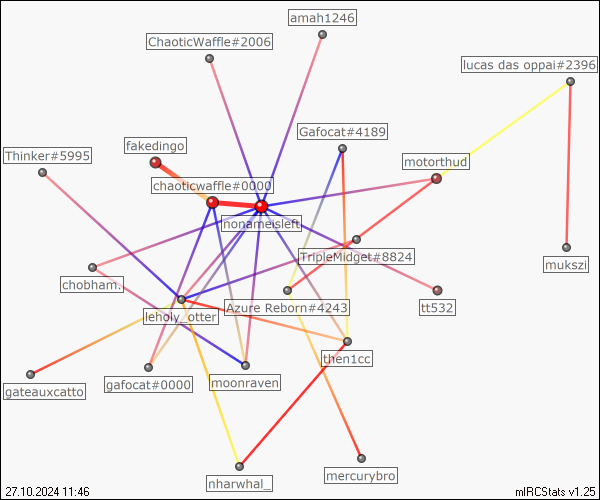 amah1246
ChaoticWaffle#2006
lucas das oppai#2396
Gafocat#4189
fakedingo
Thinker#5995
motorthud
chaoticwaffle#0000
nonameisleft
TripleMidget#8824
mukszi
chobham.
tt532
leholy_otter
Azure Reborn#4243
then1cc
gateauxcatto
gafocat#0000
moonraven
nharwhal_
mercurybro
27.10.2024 11:46
mIRCStats v1.25